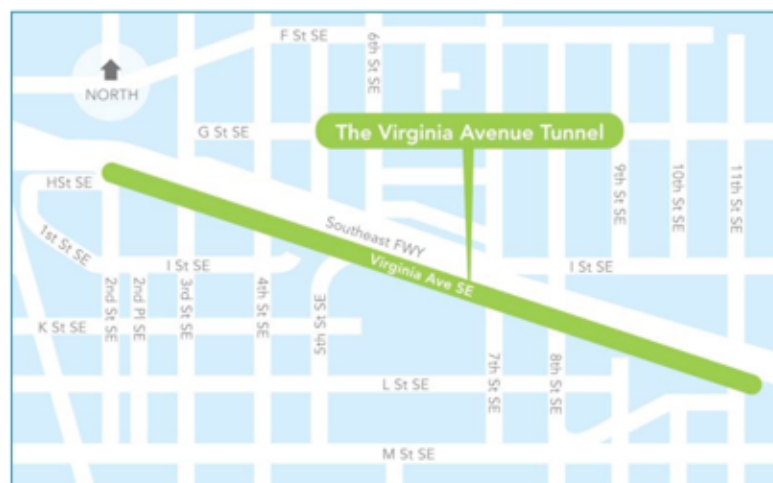 F St SE
6th St SE
NORTH
G St SE
The Virginia Avenue Tunnel
9th St SE
10th St SE
11th St SE
HSt SE
1st St SE
Southeast FWY
I St SE
Virginia Ave SE
I St SE
2nd St SE
2nd Pl SE
3rd St SE
4th St SE
5th St SE
K St SE
7th St SE
8th St SE
L St SE
M St SE